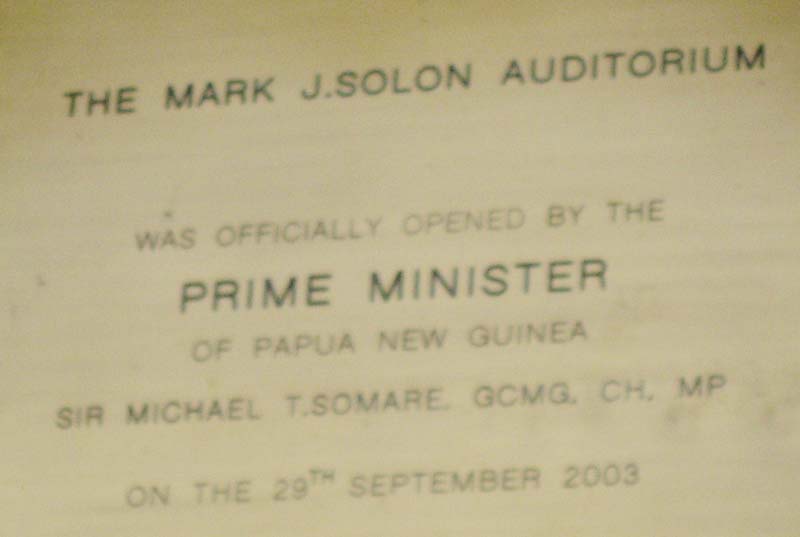 THE MARK J.SOLON AUDITORIUM
WAS OFFICIALLY OPENED BY THE
PRIME MINISTER
OF PAPUA NEW GUINEA
SIR MICHAEL T.SOMARE. GCMG. CH. MP
ON THE 29TH SEPTEMBER 2003